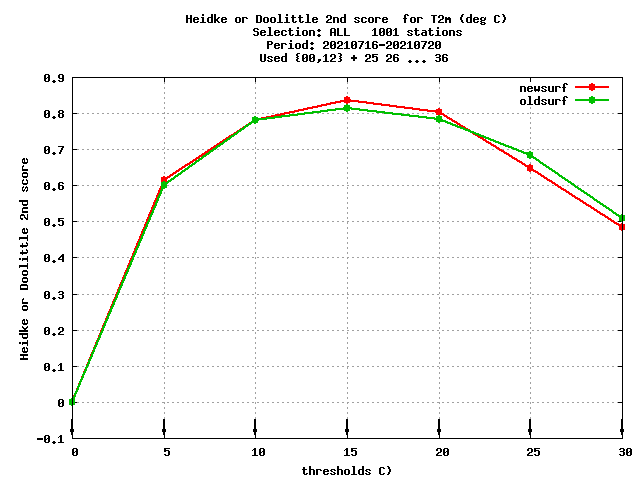 Heidke or Doolittle 2nd score  for T2m (deg C)
Selection: ALL   1001 stations
Period: 20210716-20210720
Used {00,12} + 25 26 ... 36
newsurf
oldsurf
0.9
0.8
0.7
0.6
0.5
0.4
0.3
0.2
0.1
0
-0.1
Heidke or Doolittle 2nd score
0 5 10 15 20 25 30
thresholds C)